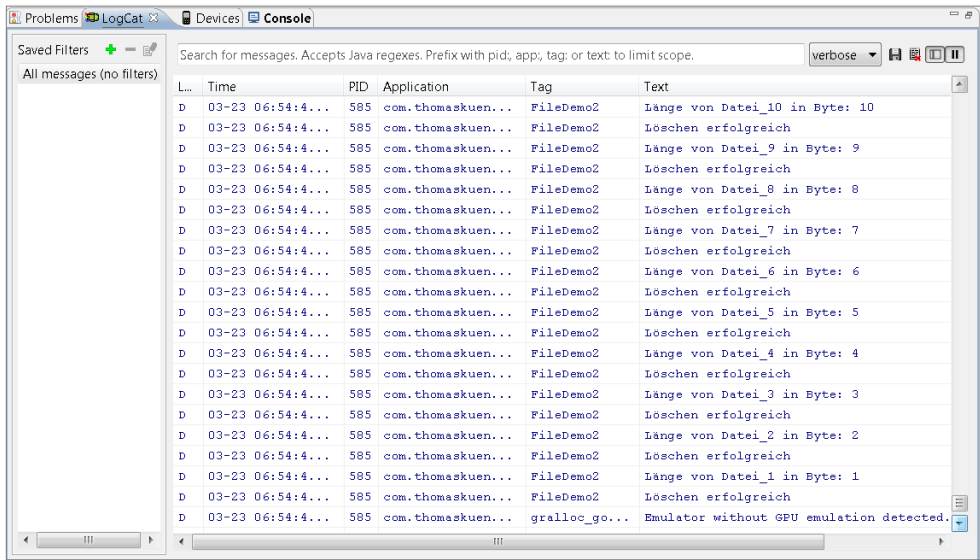 Problems LogCat Devices Console
Saved Filters
All messages (no filters)
Search for messages. Accepts Java regexes. Prefix with pid:, app:, tag: or text: to limit scope. verbose
L... Time PID Application Tag Text
D 03-23 06:54:4... 585 com.thomaskuen... FileDemo2 Länge von Datei_10 in Byte: 10
D 03-23 06:54:4... 585 com.thomaskuen... FileDemo2 Löschen erfolgreich
D 03-23 06:54:4... 585 com.thomaskuen... FileDemo2 Länge von Datei_9 in Byte: 9
D 03-23 06:54:4... 585 com.thomaskuen... FileDemo2 Löschen erfolgreich
D 03-23 06:54:4... 585 com.thomaskuen... FileDemo2 Länge von Datei_8 in Byte: 8
D 03-23 06:54:4... 585 com.thomaskuen... FileDemo2 Löschen erfolgreich
D 03-23 06:54:4... 585 com.thomaskuen... FileDemo2 Länge von Datei_7 in Byte: 7
D 03-23 06:54:4... 585 com.thomaskuen... FileDemo2 Löschen erfolgreich
D 03-23 06:54:4... 585 com.thomaskuen... FileDemo2 Länge von Datei_6 in Byte: 6
D 03-23 06:54:4... 585 com.thomaskuen... FileDemo2 Löschen erfolgreich
D 03-23 06:54:4... 585 com.thomaskuen... FileDemo2 Länge von Datei_5 in Byte: 5
D 03-23 06:54:4... 585 com.thomaskuen... FileDemo2 Löschen erfolgreich
D 03-23 06:54:4... 585 com.thomaskuen... FileDemo2 Länge von Datei_4 in Byte: 4
D 03-23 06:54:4... 585 com.thomaskuen... FileDemo2 Löschen erfolgreich
D 03-23 06:54:4... 585 com.thomaskuen... FileDemo2 Länge von Datei_3 in Byte: 3
D 03-23 06:54:4... 585 com.thomaskuen... FileDemo2 Löschen erfolgreich
D 03-23 06:54:4... 585 com.thomaskuen... FileDemo2 Länge von Datei_2 in Byte: 2
D 03-23 06:54:4... 585 com.thomaskuen... FileDemo2 Löschen erfolgreich
D 03-23 06:54:4... 585 com.thomaskuen... FileDemo2 Länge von Datei_1 in Byte: 1
D 03-23 06:54:4... 585 com.thomaskuen... FileDemo2 Löschen erfolgreich
D 03-23 06:54:4... 585 com.thomaskuen... gralloc_go... Emulator without GPU emulation detected.